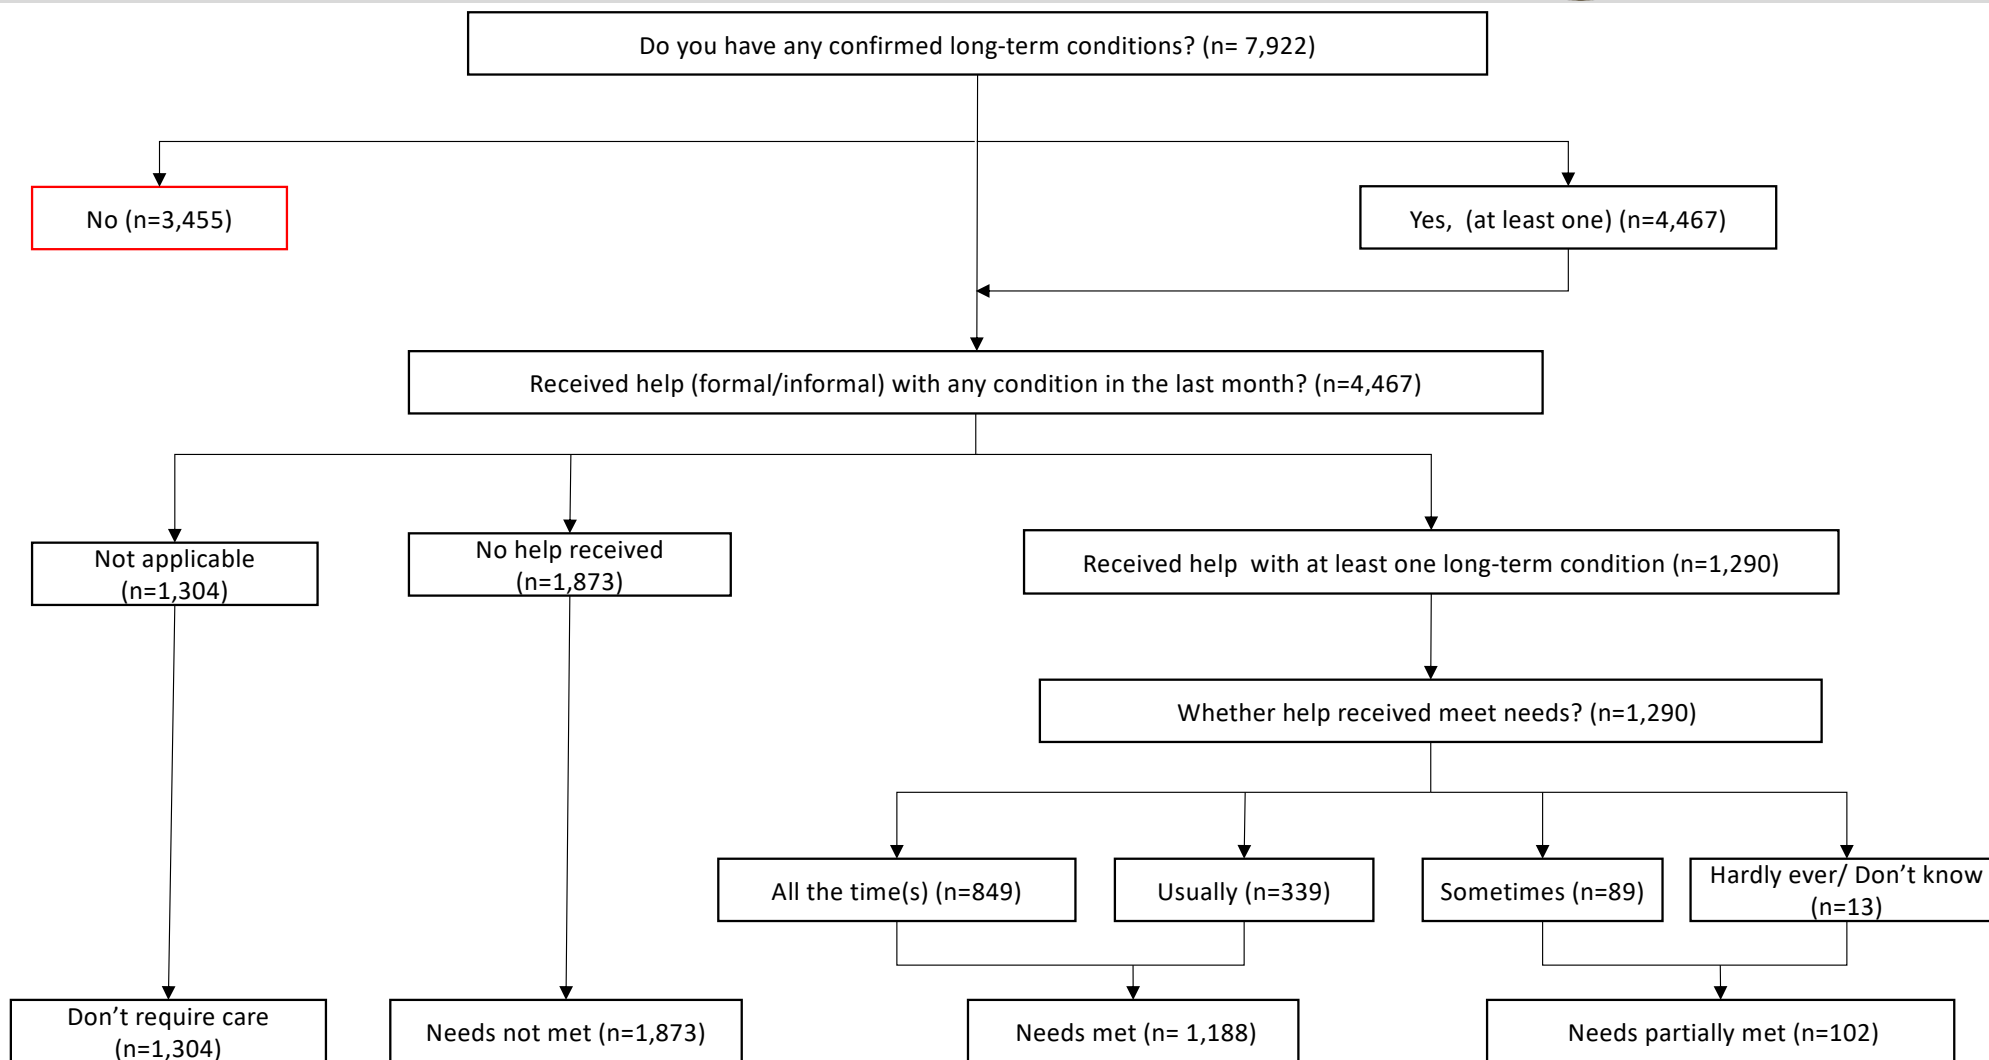 Do you have any confirmed long-term conditions? (n= 7,922)
No (n=3,455)
Yes,  (at least one) (n=4,467)
Received help (formal/informal) with any condition in the last month? (n=4,467)
Not applicable
(n=1,304)
No help received
(n=1,873)
Received help  with at least one long-term condition (n=1,290)
Whether help received meet needs? (n=1,290)
All the time(s) (n=849)
Usually (n=339)
Sometimes (n=89)
Hardly ever/ Don’t know
(n=13)
Don’t require care
(n=1,304)
Needs not met (n=1,873)
Needs met (n= 1,188)
Needs partially met (n=102)